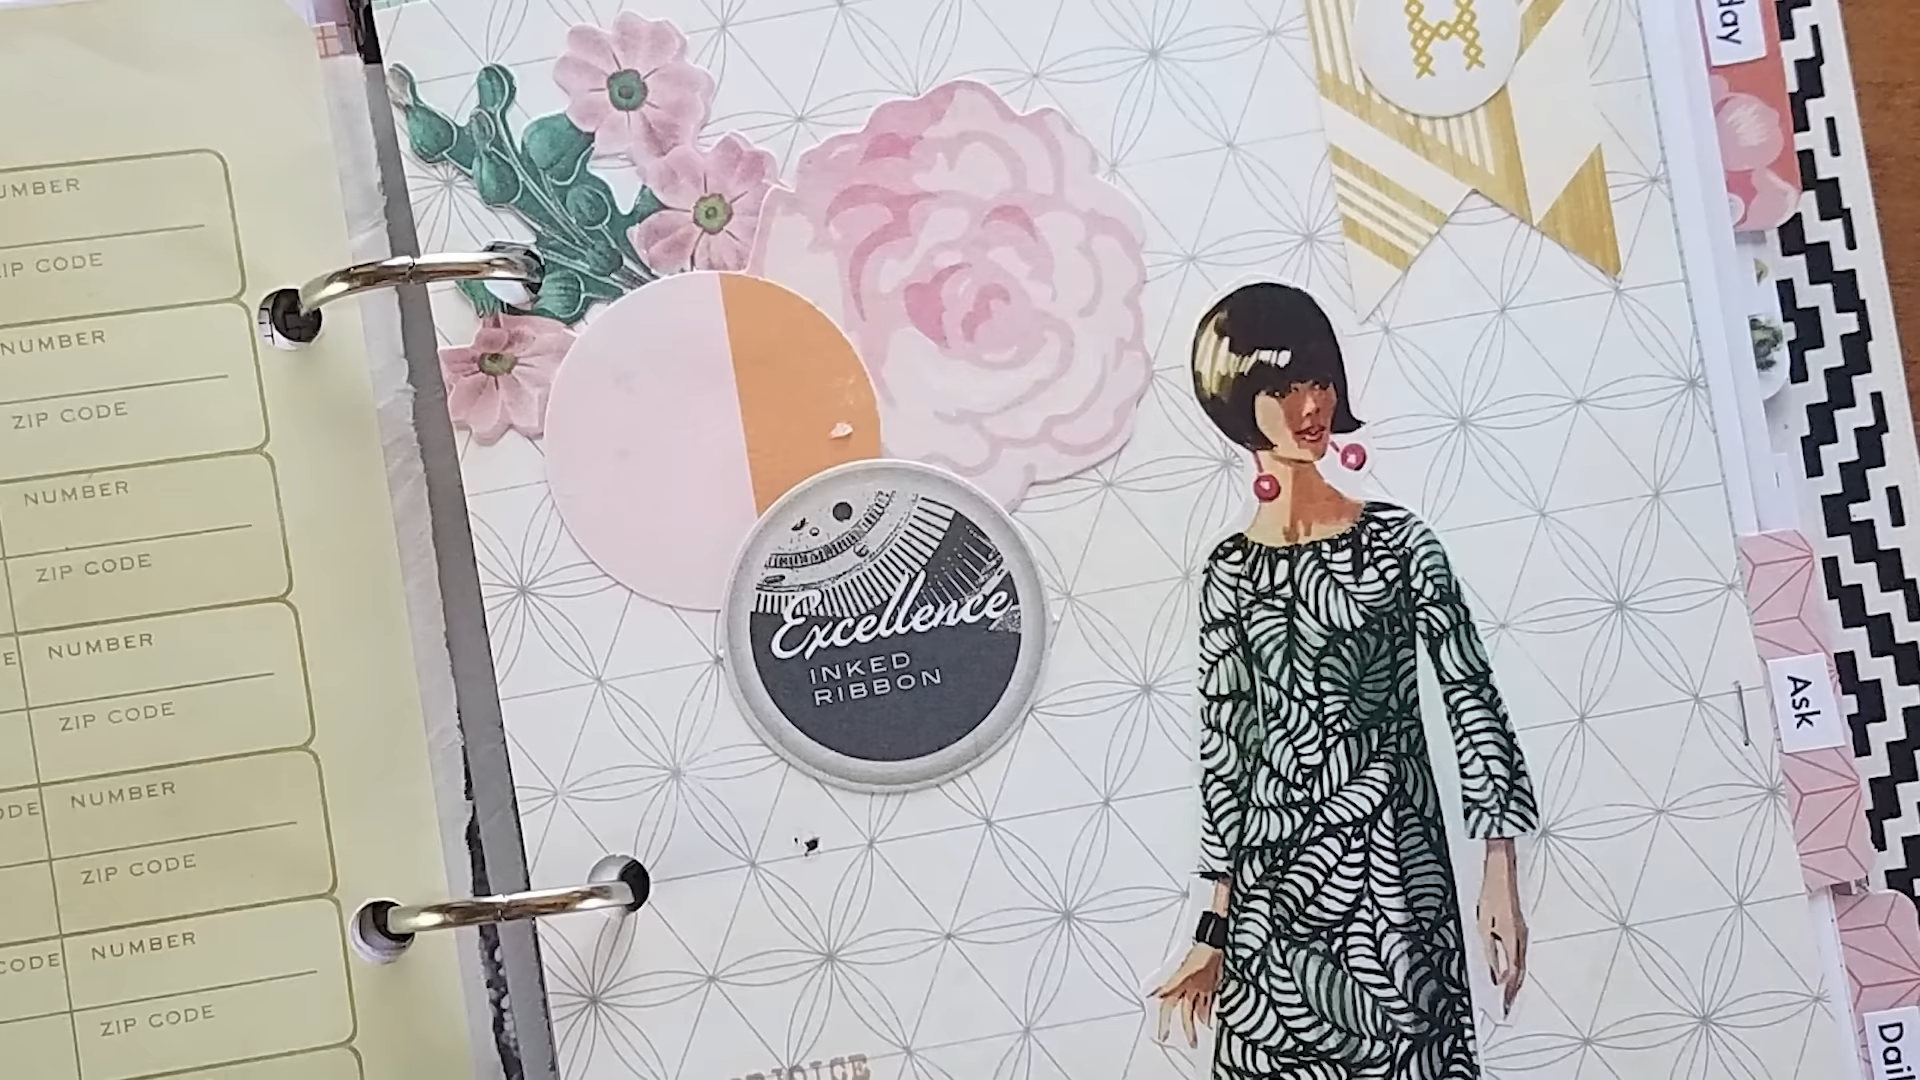 NUMBER
ZIP CODE
NUMBER
ZIP CODE
NUMBER
ZIP CODE
NUMBER
ZIP CODE
NUMBER
ZIP CODE
CODE
NUMBER
ZIP CODE
H
Excellence
INKED
RIBBON
Ask